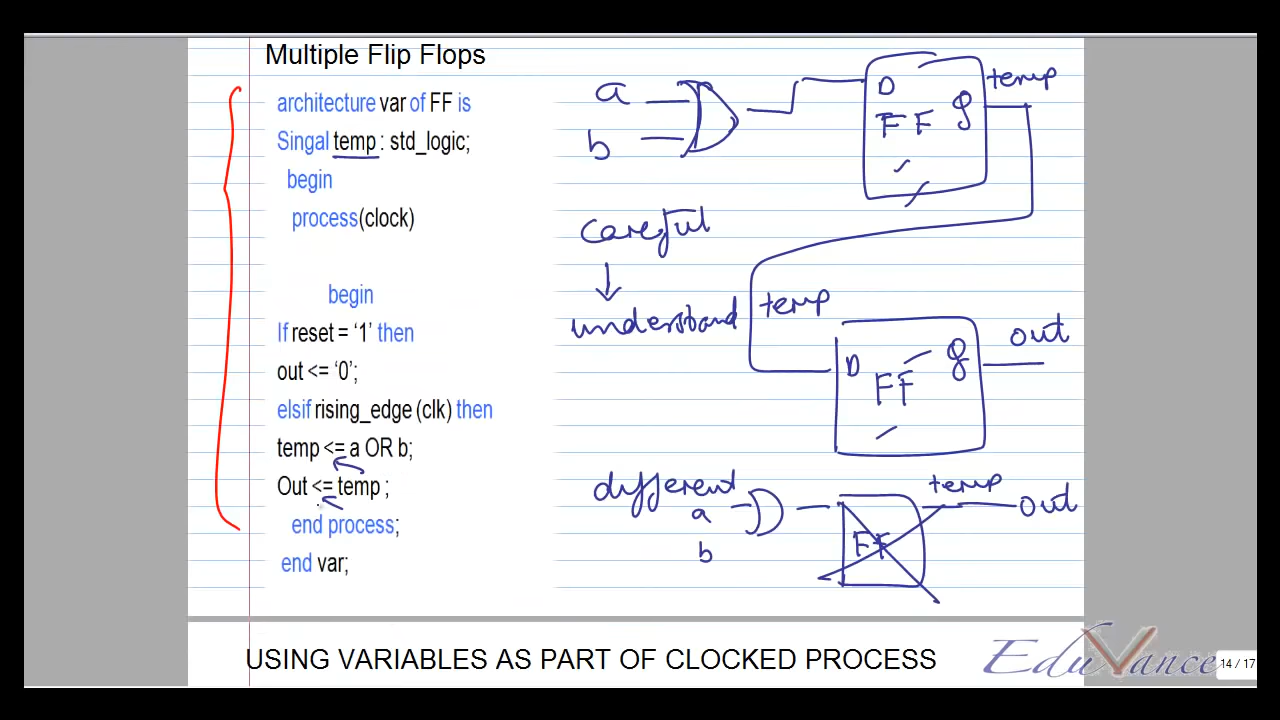 Multiple Flip Flops
architecture var of FF is
Singal temp : std_logic;
begin
process(clock)
begin
If reset = ‘1’ then
out <= ‘0’;
elsif rising_edge (clk) then
temp <= a OR b;
Out <= temp ;
end process;
end var;
a
b
D
FF
Q
temp
careful
understand
temp
D
FF
Q
out
different
a
b
FF
temp
out
USING VARIABLES AS PART OF CLOCKED PROCESS
EduVance
14 / 17